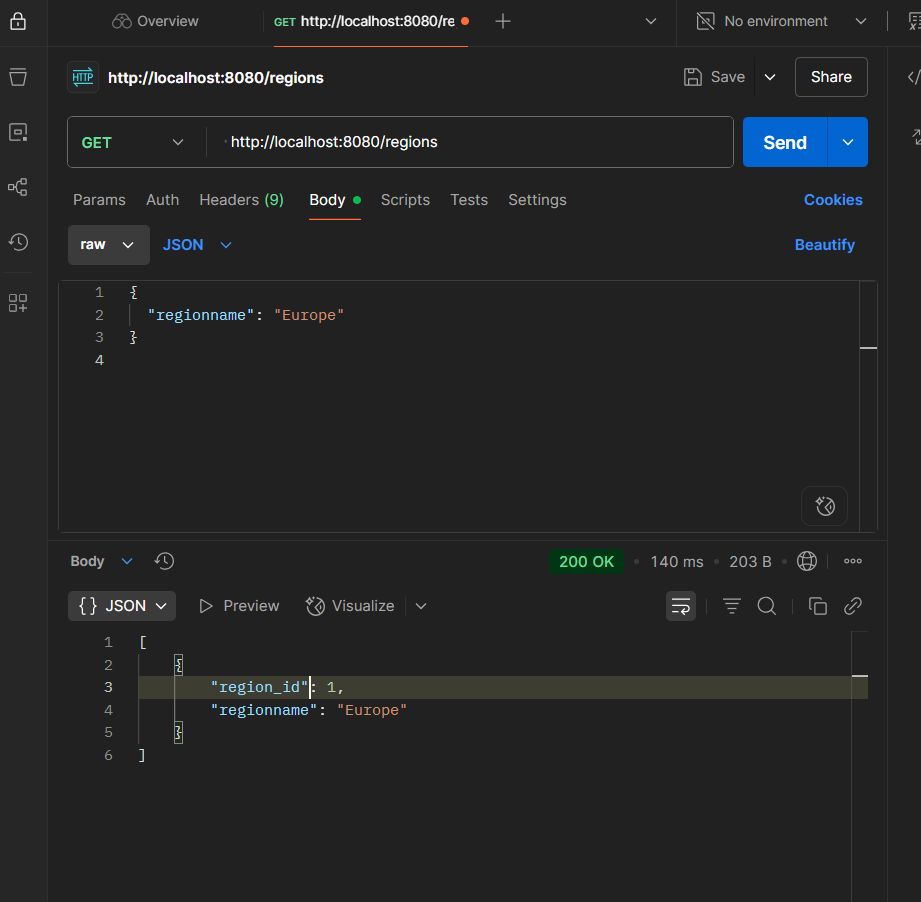 Overview
GET http://localhost:8080/re
No environment
HTTP http://localhost:8080/regions
Save
Share
GET
http://localhost:8080/regions
Send
Params Auth Headers (9) Body Scripts Tests Settings Cookies
raw JSON Beautify
1 {
2 "regionname": "Europe"
3 }
4
Body 200 OK • 140 ms • 203 B
{} JSON Preview Visualize
1 [
2 {
3 "region_id": 1,
4 "regionname": "Europe"
5 }
6 ]